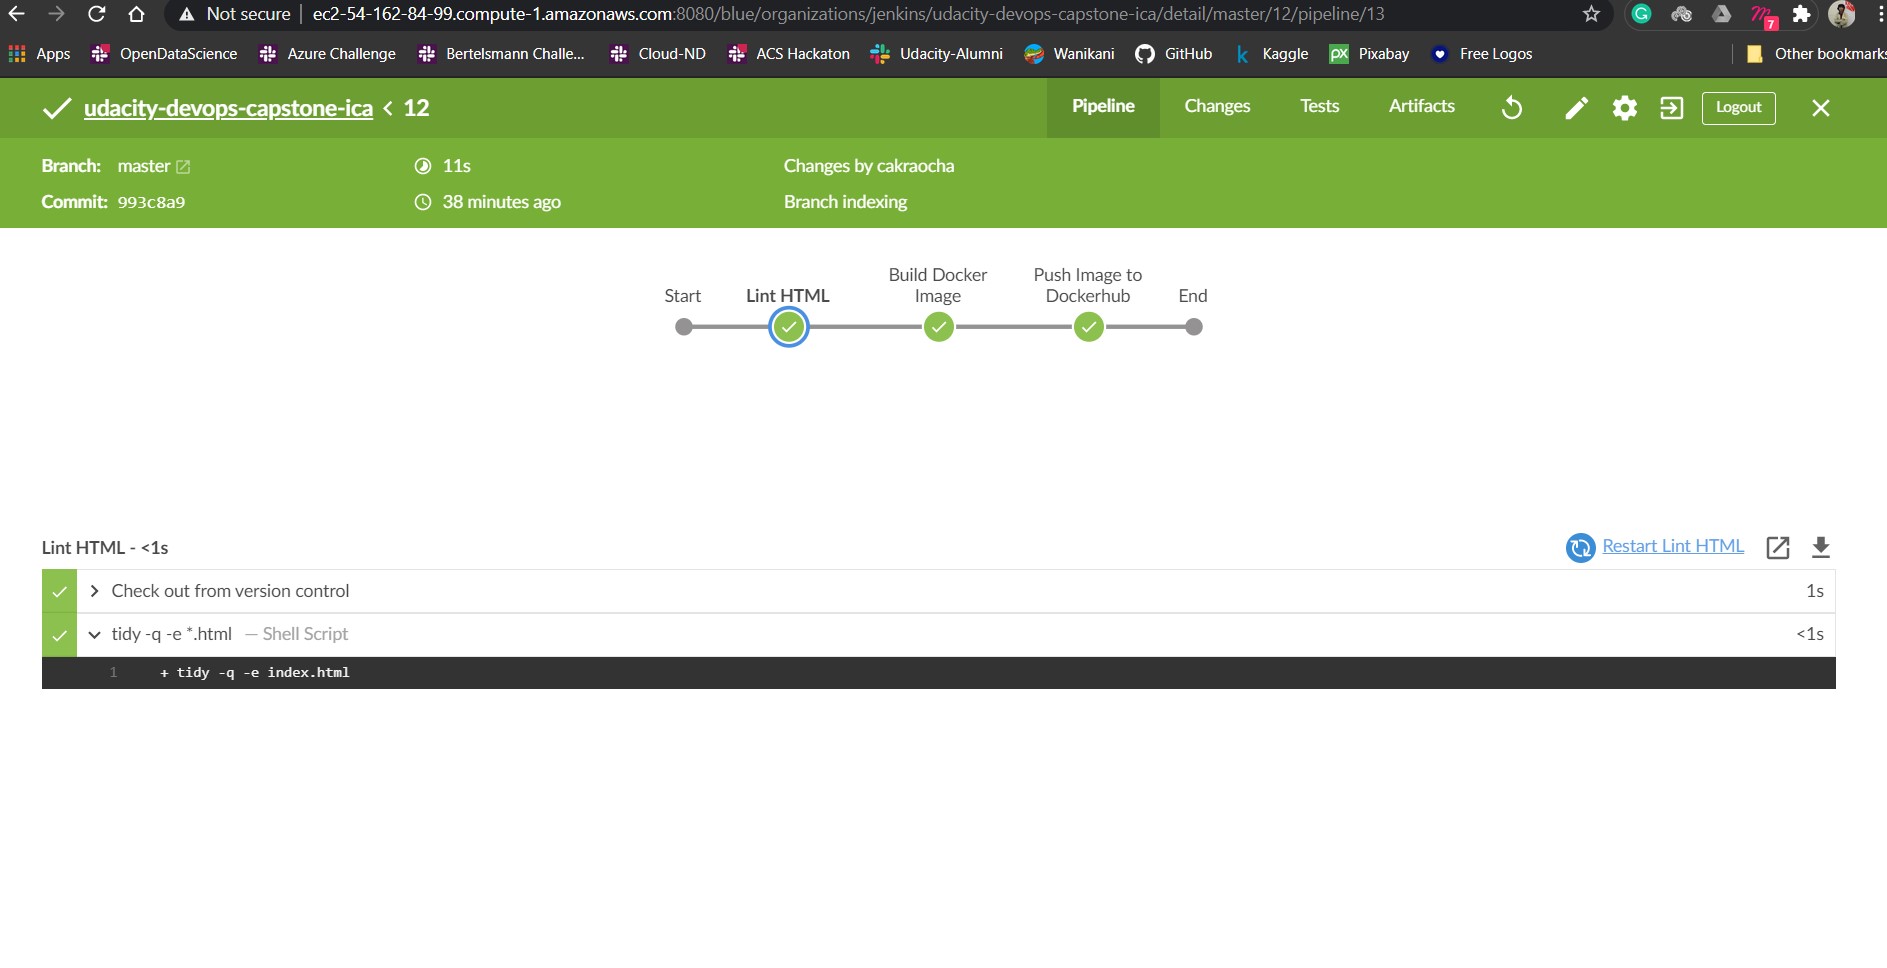 Not secure | ec2-54-162-84-99.compute-1.amazonaws.com:8080/blue/organizations/jenkins/udacity-devops-capstone-ica/detail/master/12/pipeline/13
7
Apps OpenDataScience Azure Challenge Bertelsmann Challe... Cloud-ND ACS Hackaton Udacity-Alumni Wanikani GitHub k Kaggle px Pixabay Free Logos Other bookmarks
udacity-devops-capstone-ica < 12 Pipeline Changes Tests Artifacts Logout
Branch: master 11s Changes by cakraocha
Commit: 993c8a9 38 minutes ago Branch indexing
Build Docker Push Image to
Start Lint HTML Image Dockerhub End
Lint HTML - <1s Restart Lint HTML
Check out from version control 1s
tidy -q -e *.html — Shell Script <1s
1 + tidy -q -e index.html